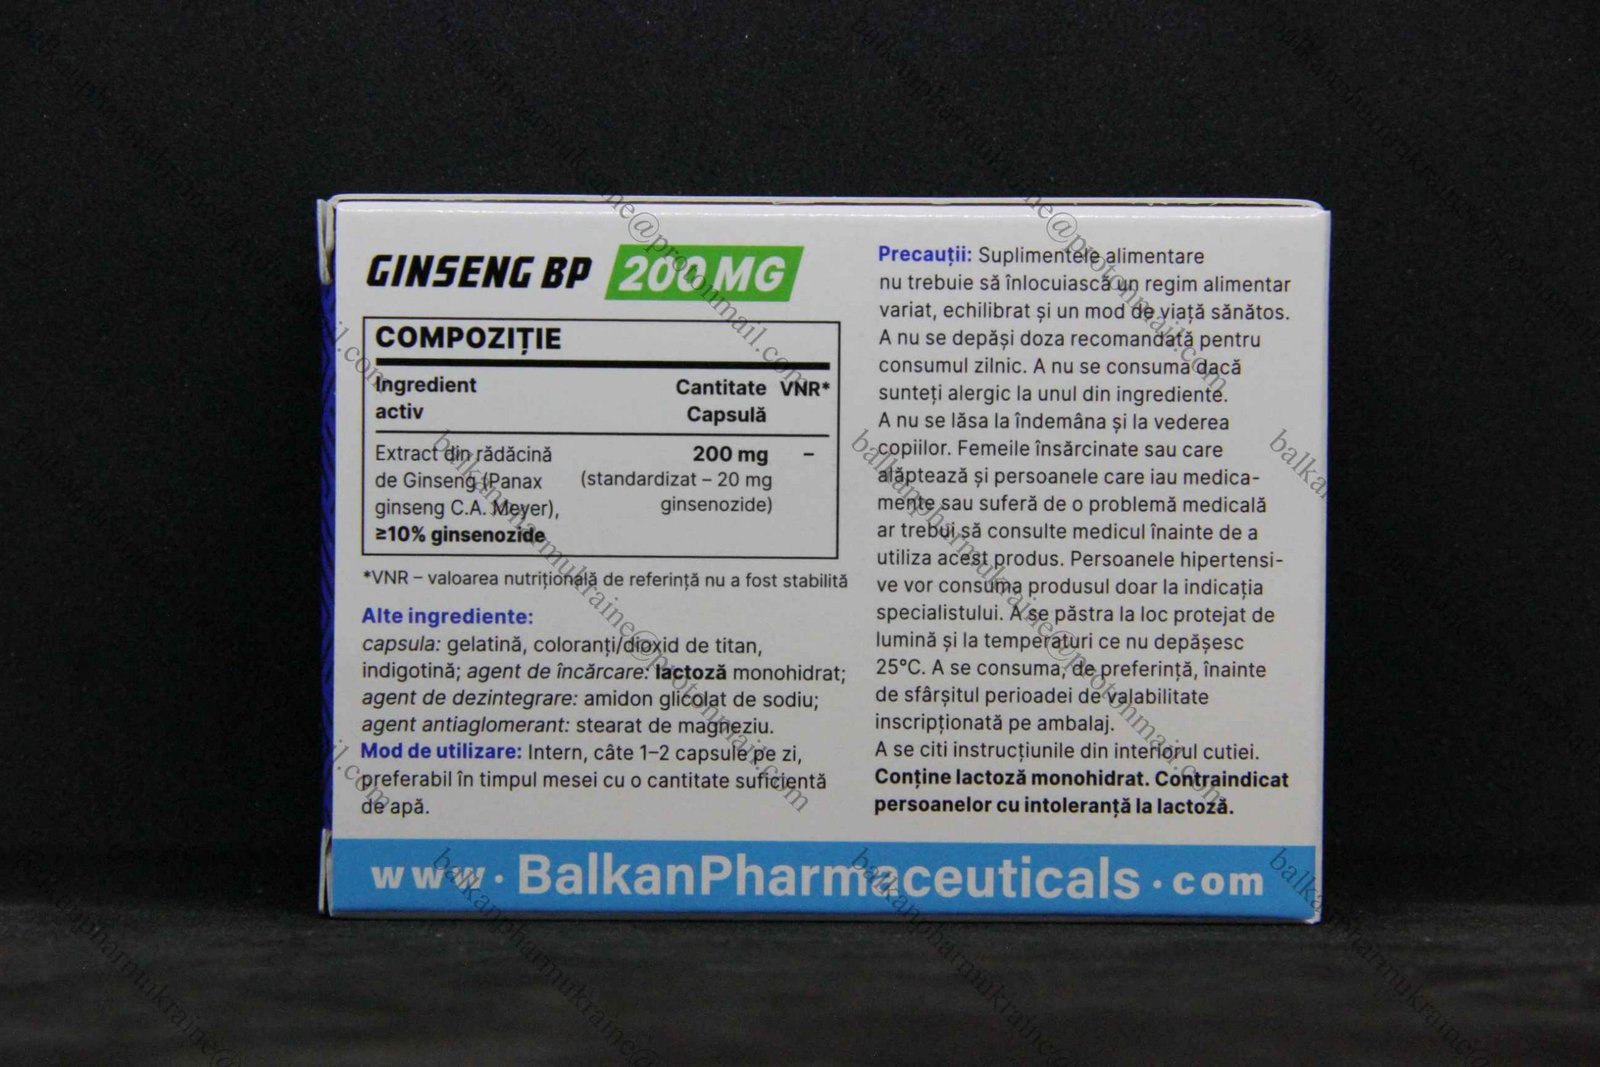 GINSENG BP 200 MG
COMPOZIȚIE
Ingredient activ Cantitate Capsulă VNR*
Extract din rădăcină
de Ginseng (Panax
ginseng C.A. Meyer),
≥10% ginsenozide
200 mg –
(standardizat – 20 mg
ginsenozide)
*VNR – valoarea nutrițională de referință nu a fost stabilită
Alte ingrediente:
capsula: gelatină, coloranți/dioxid de titan,
indigotină; agent de încărcare: lactoză monohidrat;
agent de dezintegrare: amidon glicolat de sodiu;
agent antiaglomerant: stearat de magneziu.
Mod de utilizare: Intern, câte 1–2 capsule pe zi,
preferabil în timpul mesei cu o cantitate suficientă
de apă.
Precauții: Suplimentele alimentare
nu trebuie să înlocuiască un regim alimentar
variat, echilibrat și un mod de viață sănătos.
A nu se depăși doza recomandată pentru
consumul zilnic. A nu se consuma dacă
sunteți alergic la unul din ingrediente.
A nu se lăsa la îndemâna și la vederea
copiilor. Femeile însărcinate sau care
alăptează și persoanele care iau medica-
mente sau suferă de o problemă medicală
ar trebui să consulte medicul înainte de a
utiliza acest produs. Persoanele hipertensi-
ve vor consuma produsul doar la indicația
specialistului. A se păstra la loc protejat de
lumină și la temperaturi ce nu depășesc
25°C. A se consuma, de preferință, înainte
de sfârșitul perioadei de valabilitate
inscripționată pe ambalaj.
A se citi instrucțiunile din interiorul cutiei.
Conține lactoză monohidrat. Contraindicat
persoanelor cu intoleranță la lactoză.
www.BalkanPharmaceuticals.com
balkanpharmukraine@protonmail.com
balkanpharmukraine@protonmail.com